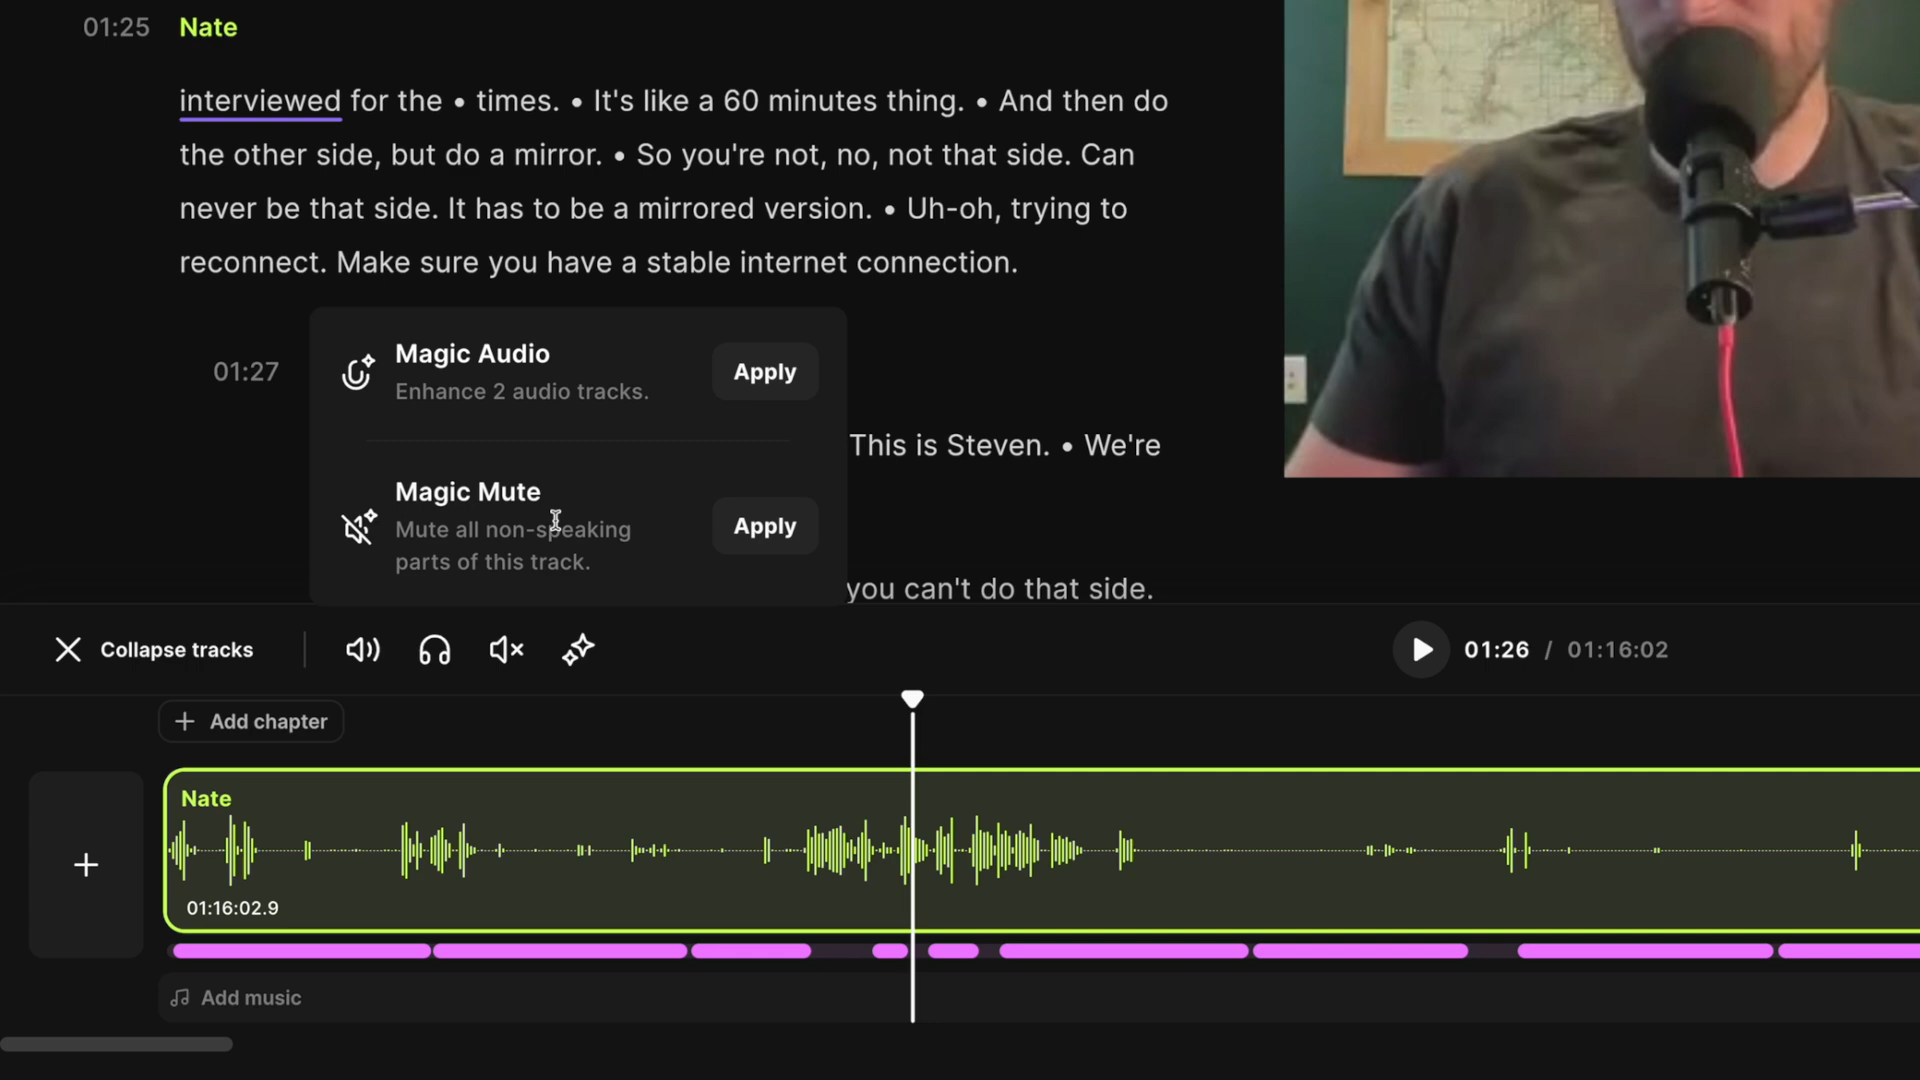 01:25 Nate
interviewed for the • times. • It's like a 60 minutes thing. • And then do
the other side, but do a mirror. • So you're not, no, not that side. Can
never be that side. It has to be a mirrored version. • Uh-oh, trying to
reconnect. Make sure you have a stable internet connection.
Magic Audio
Enhance 2 audio tracks.
Apply
01:27
This is Steven. • We're
Magic Mute
Mute all non-speaking
parts of this track.
Apply
you can't do that side.
Collapse tracks
01:26 / 01:16:02
+ Add chapter
Nate
01:16:02.9
Add music